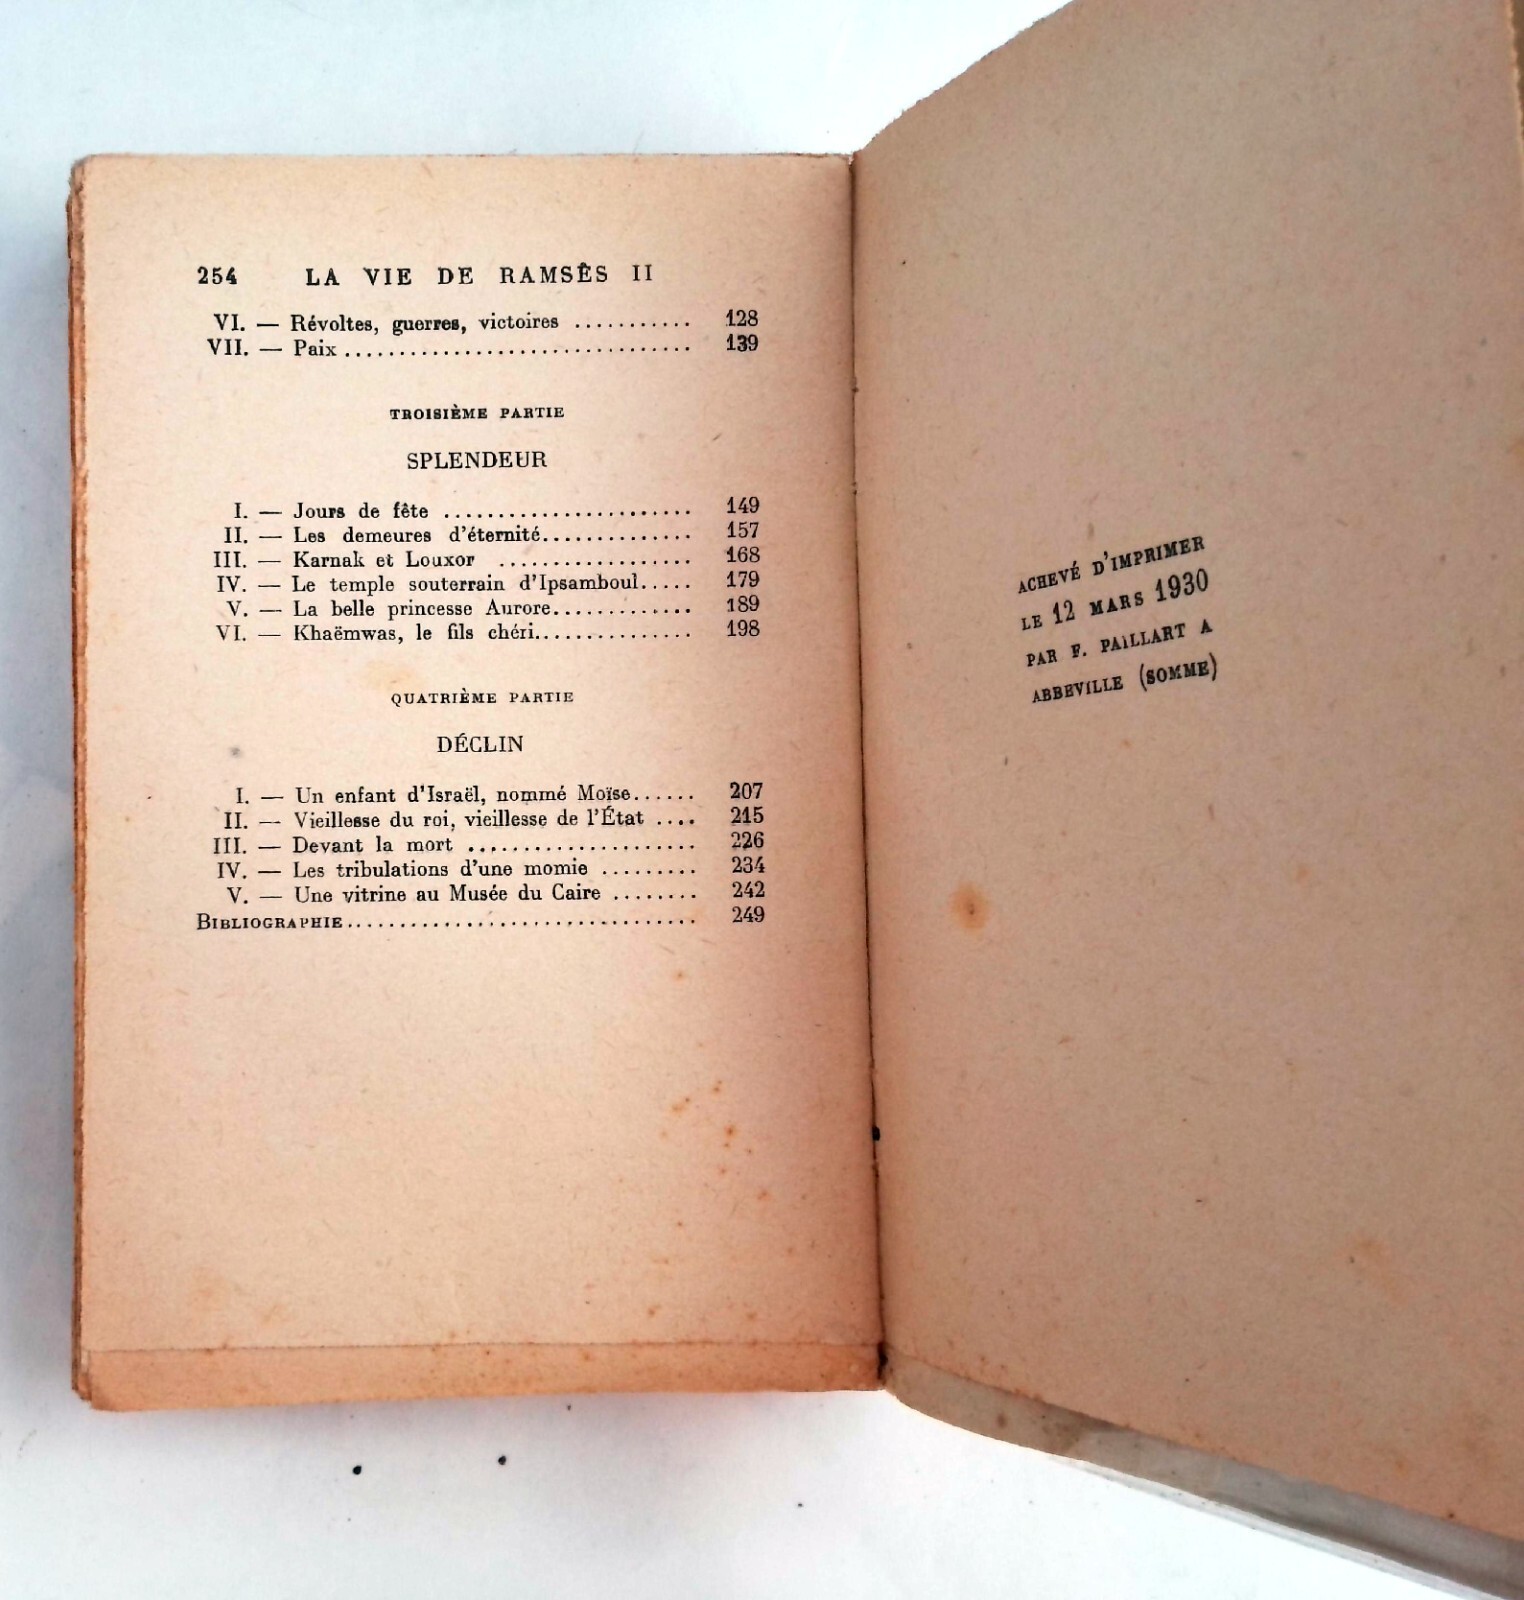 254 LA VIE DE RAMSÊS II
VI. — Révoltes, guerres, victoires ........... 128
VII. — Paix ................................ 139
TROISIÈME PARTIE
SPLENDEUR
I. — Jours de fête ....................... 149
II. — Les demeures d'éternité.............. 157
III. — Karnak et Louxor .................. 168
IV. — Le temple souterrain d'Ipsamboul..... 179
V. — La belle princesse Aurore............. 189
VI. — Khaëmwas, le fils chéri............... 198
QUATRIÈME PARTIE
DÉCLIN
I. — Un enfant d'Israël, nommé Moïse...... 207
II. — Vieillesse du roi, vieillesse de l'État .... 215
III. — Devant la mort ..................... 226
IV. — Les tribulations d'une momie ......... 234
V. — Une vitrine au Musée du Caire ........ 242
BIBLIOGRAPHIE................................. 249
ACHEVÉ D'IMPRIMER
LE 12 MARS 1930
PAR F. PAILLART A
ABBEVILLE (SOMME)